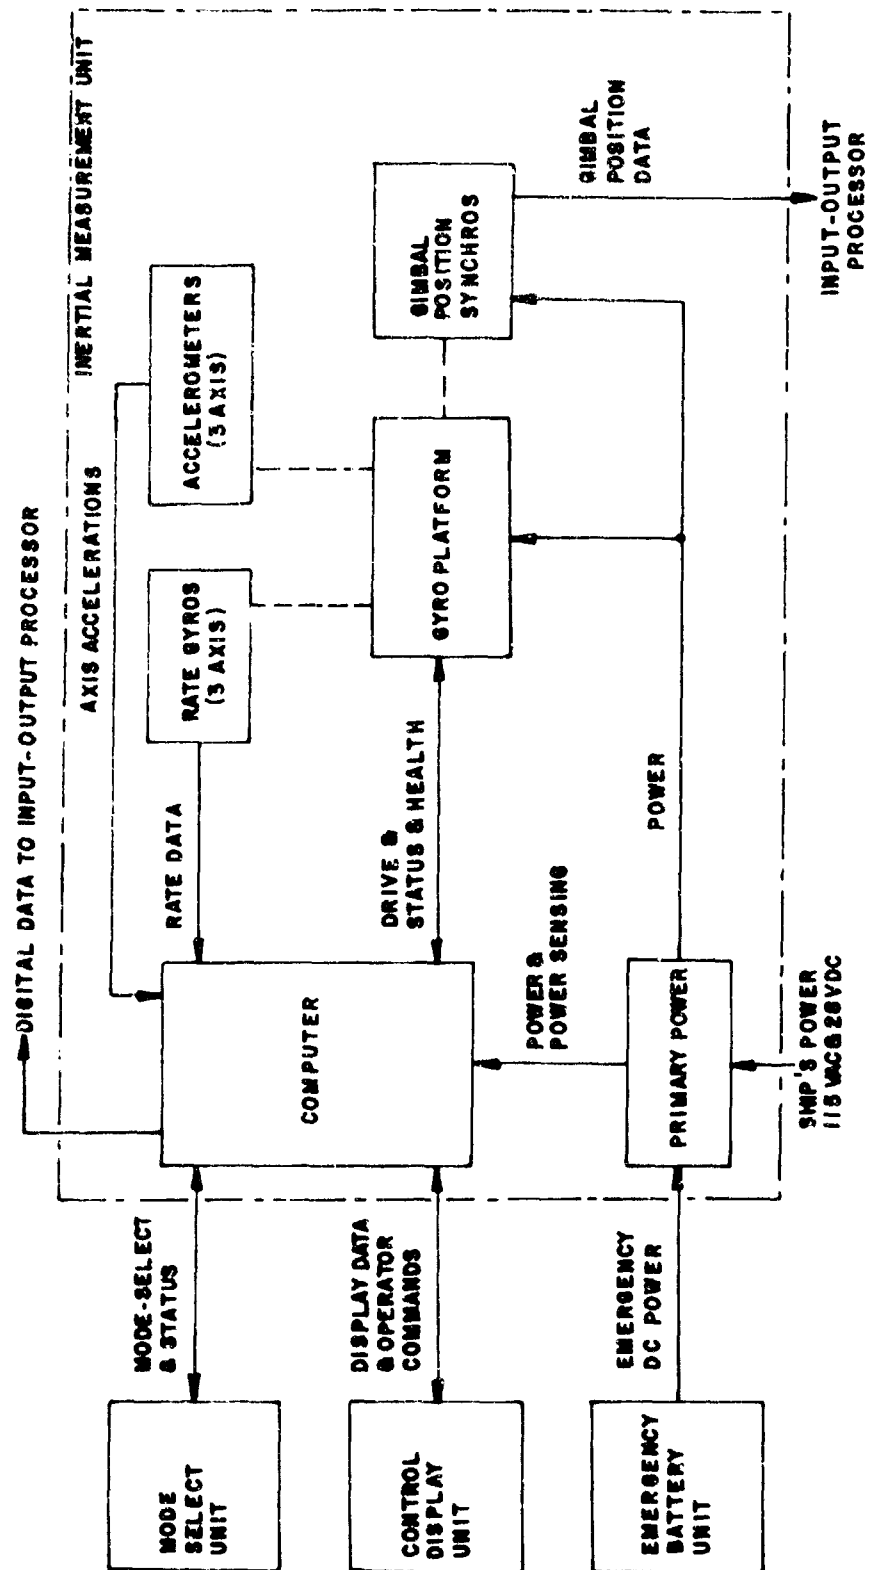 DIGITAL DATA TO INPUT-OUTPUT PROCESSOR
INERTIAL MEASUREMENT UNIT
AXIS ACCELERATIONS
MODE
SELECT
UNIT
MODE-SELECT
& STATUS
RATE DATA
RATE GYROS
(3 AXIS)
ACCELEROMETERS
(3 AXIS)
CONTROL
DISPLAY
UNIT
DISPLAY DATA
& OPERATOR
COMMANDS
COMPUTER
DRIVE &
STATUS & HEALTH
GYRO PLATFORM
GIMBAL
POSITION
SYNCHROS
GIMBAL
POSITION
DATA
POWER &
POWER SENSING
POWER
EMERGENCY
BATTERY
UNIT
EMERGENCY
DC POWER
PRIMARY POWER
SHIP'S POWER
115 VAC & 28 VDC
INPUT-OUTPUT
PROCESSOR